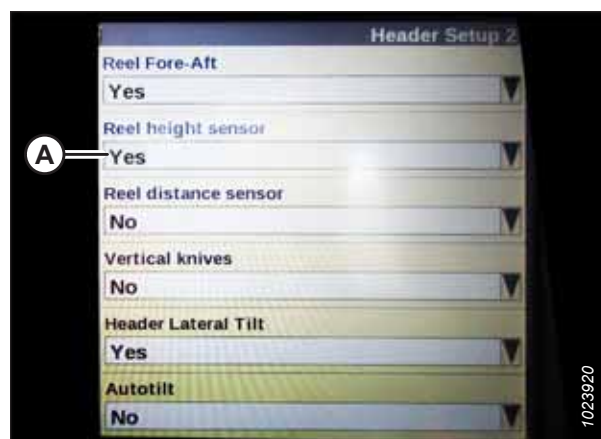 Header Setup 2
Reel Fore-Aft
Yes
Reel height sensor
A
Yes
Reel distance sensor
No
Vertical knives
No
Header Lateral Tilt
Yes
Autotilt
No
1023920